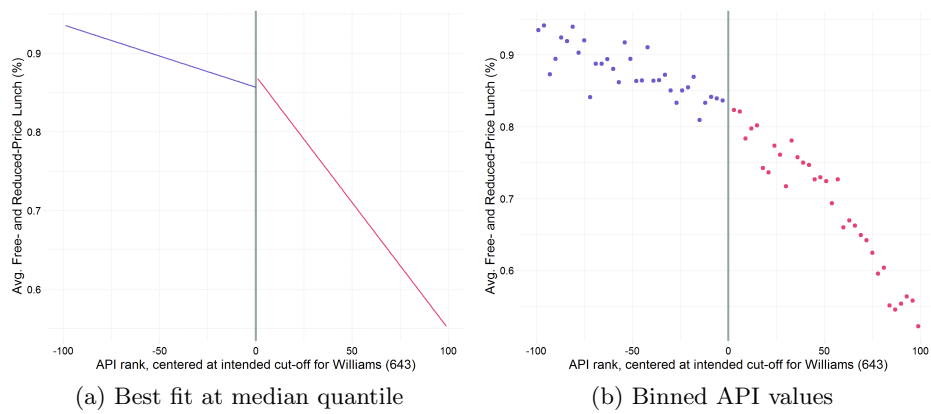 Avg. Free- and Reduced-Price Lunch (%)
0.9
0.8
0.7
0.6
-100 -50 0 50 100
API rank, centered at intended cut-off for Williams (643)
(a) Best fit at median quantile
Avg. Free- and Reduced-Price Lunch (%)
0.9
0.8
0.7
0.6
-100 -50 0 50 100
API rank, centered at intended cut-off for Williams (643)
(b) Binned API values